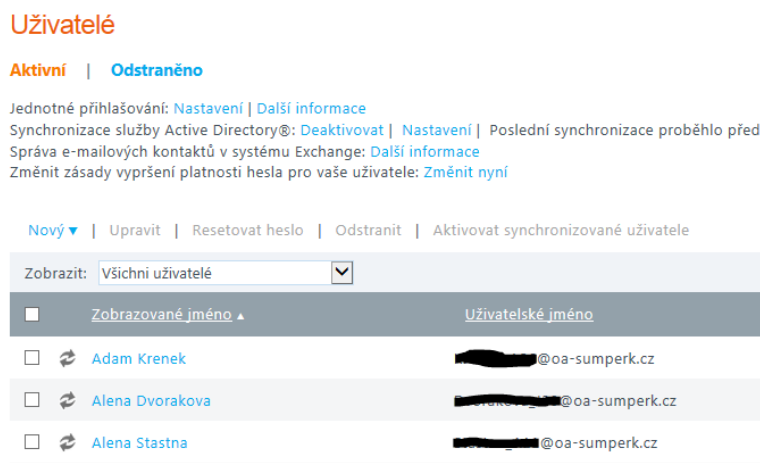 Uživatelé
Aktivní | Odstraněno
Jednotné přihlašování: Nastavení | Další informace
Synchronizace služby Active Directory®: Deaktivovat | Nastavení | Poslední synchronizace proběhlo před
Správa e-mailových kontaktů v systému Exchange: Další informace
Změnit zásady vypršení platnosti hesla pro vaše uživatele: Změnit nyní
Nový ▾ | Upravit | Resetovat heslo | Odstranit | Aktivovat synchronizované uživatele
Zobrazit: Všichni uživatelé
Zobrazované jméno ▴ Uživatelské jméno
Adam Krenek @oa-sumperk.cz
Alena Dvorakova @oa-sumperk.cz
Alena Stastna @oa-sumperk.cz